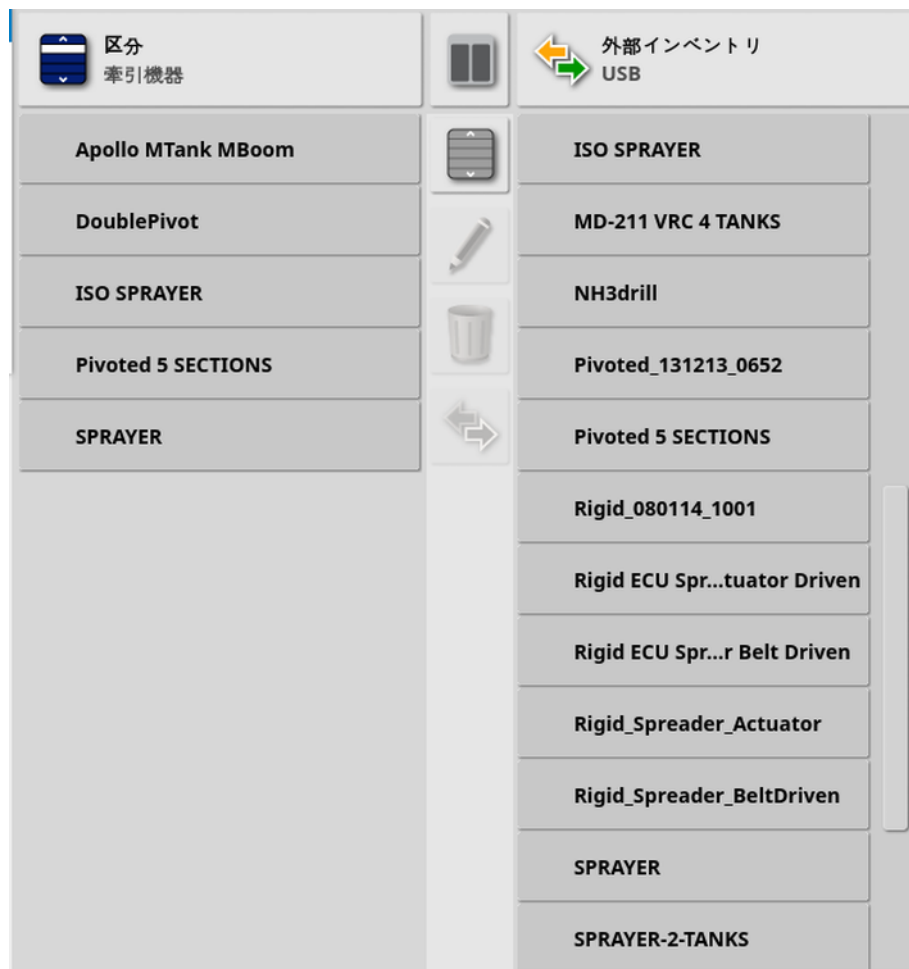 区分
牽引機器
Apollo MTank MBoom
DoublePivot
ISO SPRAYER
Pivoted 5 SECTIONS
SPRAYER
外部インベントリ
USB
ISO SPRAYER
MD-211 VRC 4 TANKS
NH3drill
Pivoted_131213_0652
Pivoted 5 SECTIONS
Rigid_080114_1001
Rigid ECU Spr...tuator Driven
Rigid ECU Spr...r Belt Driven
Rigid_Spreader_Actuator
Rigid_Spreader_BeltDriven
SPRAYER
SPRAYER-2-TANKS